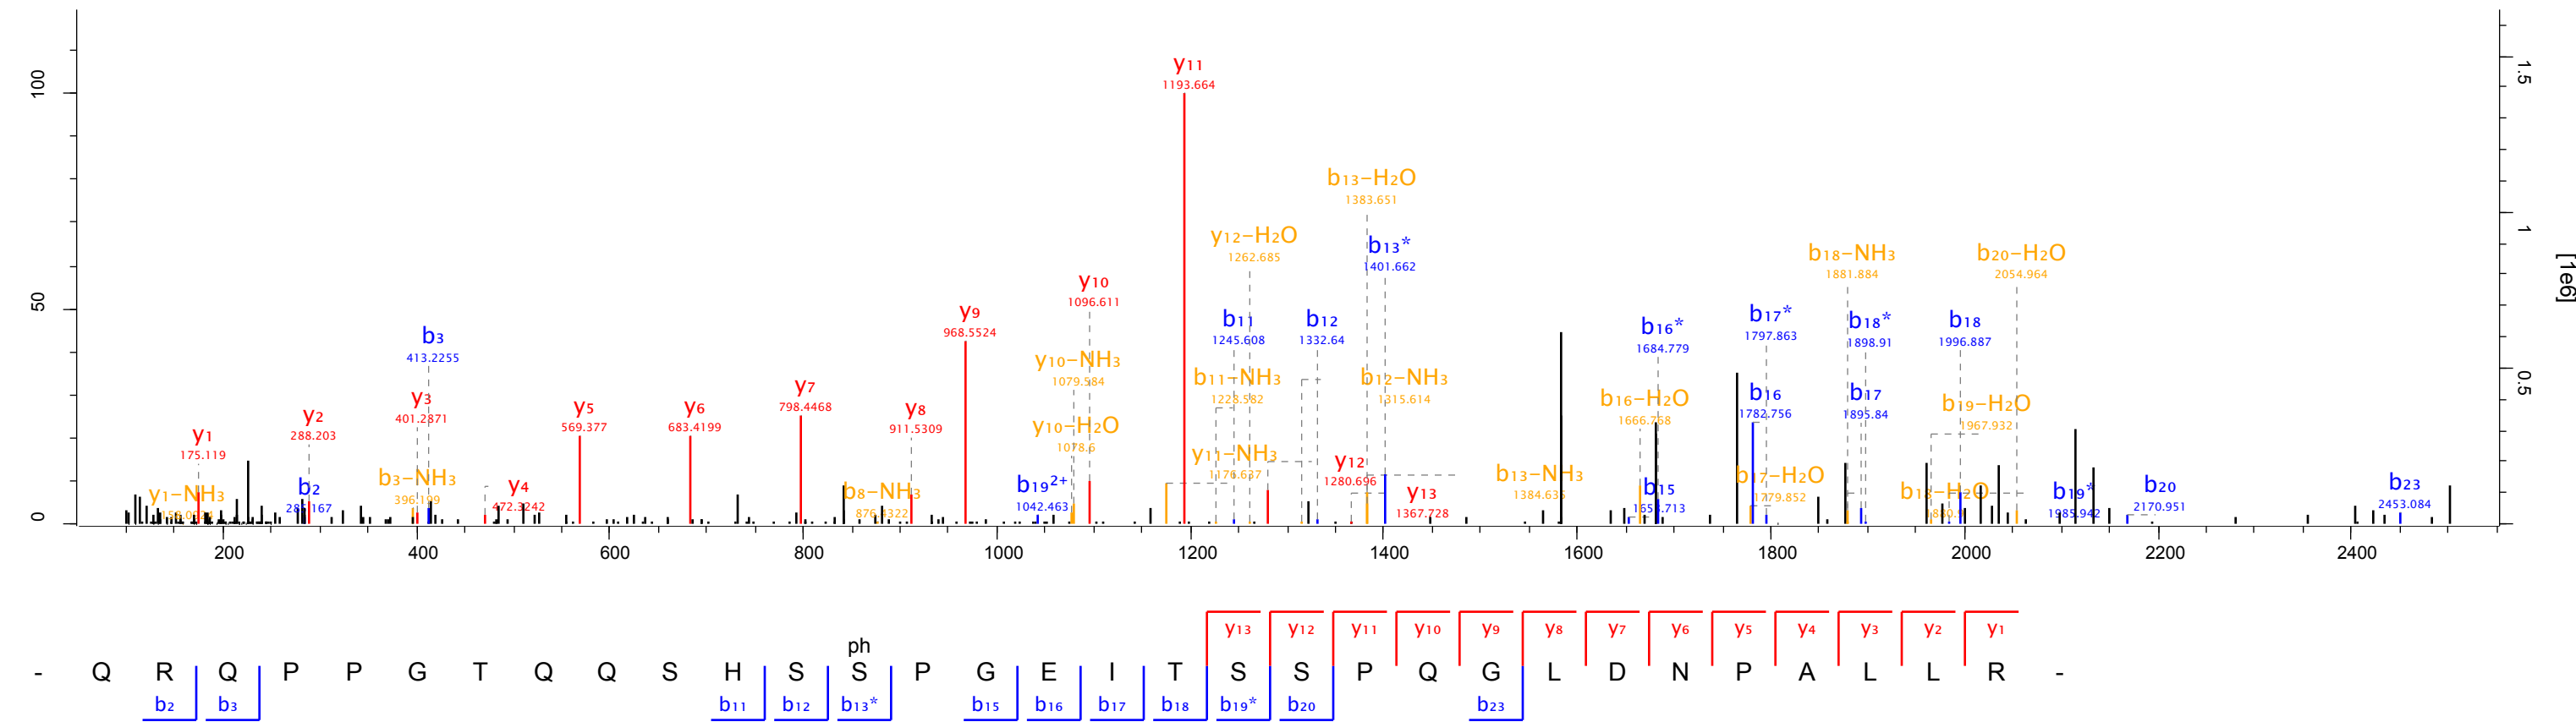 100
50
0
1.5
1
0.5
[1e6]
y11
1193.664
b13–H2O
1383.651
y12–H2O
1262.685
b13*
1401.662
b18–NH3
1881.884
b20–H2O
2054.964
y10
1096.611
y9
968.5524
b3
413.2255
b11
1245.608
b12
1332.64
b16*
1684.779
b17*
1797.863
b18*
1898.91
b18
1996.887
y10–NH3
1079.584
b11–NH3
1228.582
b12–NH3
1315.614
y7
798.4468
y3
401.2871
y5
569.377
y6
683.4199
y8
911.5309
b16–H2O
1666.768
b16
1782.756
b17
1895.84
b19–H2O
1967.932
y2
288.203
y1
175.119
y10–H2O
1078.6
y11–NH3
1176.637
y12
1280.696
b13–NH3
b17–H2O
1779.852
b3–NH3
396.199
b2
y4
472.3242
y1–NH3
b8–NH3
876.4322
b19 2+
1042.463
y13
1367.728
b15
b18–H2O
b19*
1985.942
b20
2170.951
b23
2453.084
200 400 600 800 1000 1200 1400 1600 1800 2000 2200 2400
y13 y12 y11 y10 y9 y8 y7 y6 y5 y4 y3 y2 y1
ph
- Q R Q P P G T Q Q S H S S P G E I T S S P Q G L D N P A L L R -
b2 b3 b11 b12 b13* b15 b16 b17 b18 b19* b20 b23